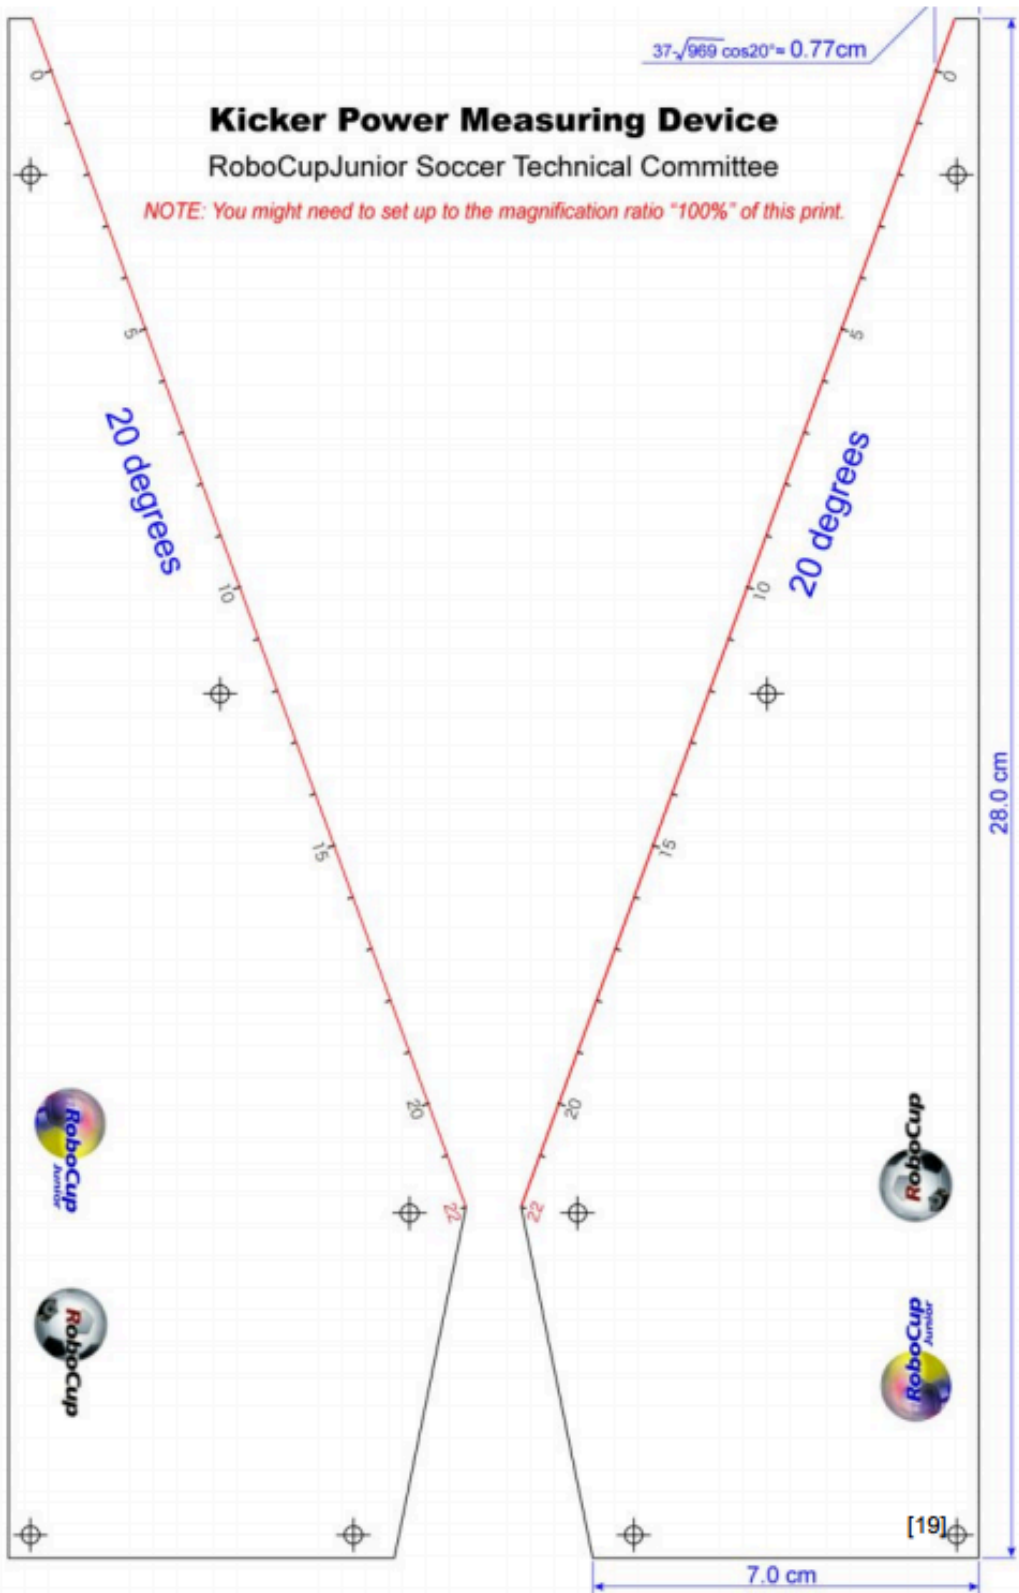 37-√969 cos20°≈ 0.77cm
0
0
Kicker Power Measuring Device
RoboCupJunior Soccer Technical Committee
NOTE: You might need to set up to the magnification ratio "100%" of this print.
5
5
20 degrees
20 degrees
10
10
28.0 cm
15
15
20
20
RoboCup
Junior
RoboCup
22
22
RoboCup
RoboCup
Junior
[19]
7.0 cm